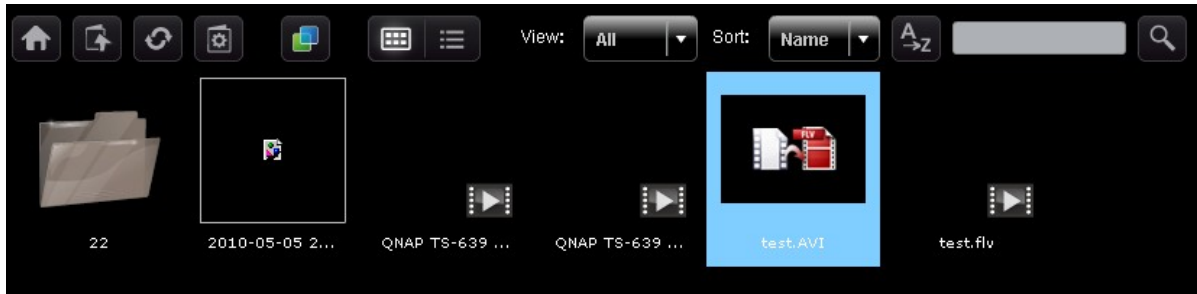 View: All Sort: Name A→Z
FLV
22 2010-05-05 2... QNAP TS-639 ... QNAP TS-639 ... test.AVI test.flv